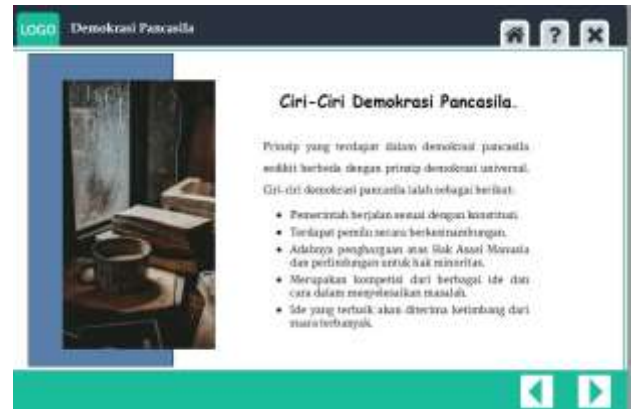 LOGO Demokrasi Pancasila
?
Ciri-Ciri Demokrasi Pancasila.
Prinsip yang terdapat dalam demokrasi pancasila
sedikit berbeda dengan prinsip demokrasi universal.
Ciri-ciri demokrasi pancasila ialah sebagai berikut:
• Pemerintah berjalan sesuai dengan konstitusi.
• Terdapat pemilu secara berkesinambungan.
• Adanya penghargaan atas Hak Asasi Manusia
dan perlindungan untuk hak minoritas.
• Merupakan kompetisi dari berbagai ide dan
cara dalam menyelesaikan masalah.
• Ide yang terbaik akan diterima ketimbang dari
suara terbanyak.